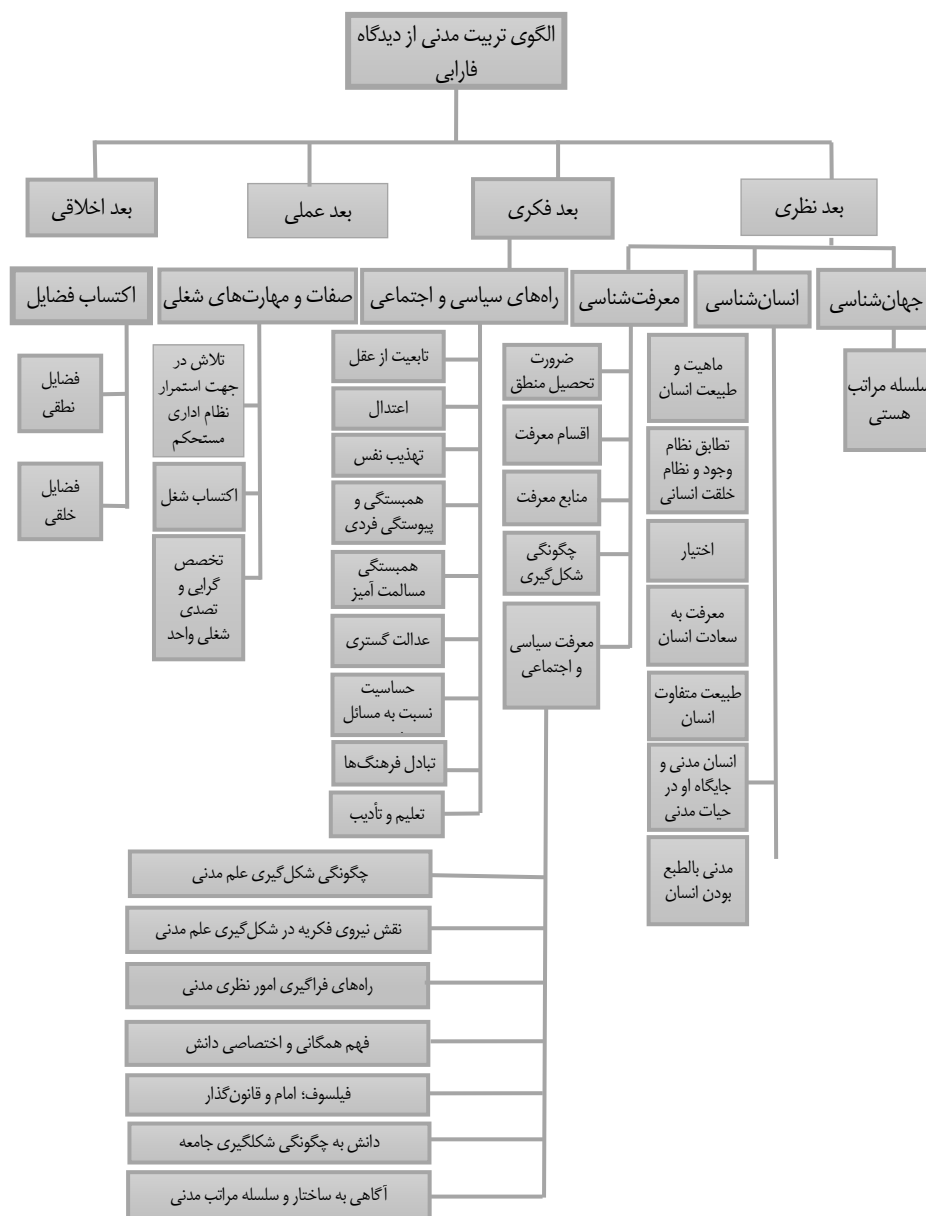 الگوی تربیت مدنی از دیدگاه
فارابی
بعد نظری
بعد فکری
بعد عملی
بعد اخلاقی
جهان‌شناسی
انسان‌شناسی
معرفت‌شناسی
راه‌های سیاسی و اجتماعی
صفات و مهارت‌های شغلی
اکتساب فضایل
سلسله مراتب
هستی
ماهیت و
طبیعت انسان
تطابق نظام
وجود و نظام
خلقت انسانی
اختیار
معرفت به
سعادت انسان
طبیعت متفاوت
انسان
انسان مدنی و
جایگاه او در
حیات مدنی
مدنی بالطبع
بودن انسان
ضرورت
تحصیل منطق
اقسام معرفت
منابع معرفت
چگونگی
شکل‌گیری
معرفت سیاسی
و اجتماعی
تابعیت از عقل
اعتدال
تهذیب نفس
همبستگی و
پیوستگی فردی
همبستگی
مسالمت آمیز
عدالت گستری
حساسیت
نسبت به مسائل
تبادل فرهنگ‌ها
تعلیم و تأدیب
تلاش در
جهت استمرار
نظام اداری
مستحکم
اکتساب شغل
تخصص
گرایی و
تصدی
شغلی واحد
فضایل
نطقی
فضایل
خلقی
چگونگی شکل‌گیری علم مدنی
نقش نیروی فکریه در شکل‌گیری علم مدنی
راه‌های فراگیری امور نظری مدنی
فهم همگانی و اختصاصی دانش
فیلسوف؛ امام و قانون‌گذار
دانش به چگونگی شکلگیری جامعه
آگاهی به ساختار و سلسله مراتب مدنی